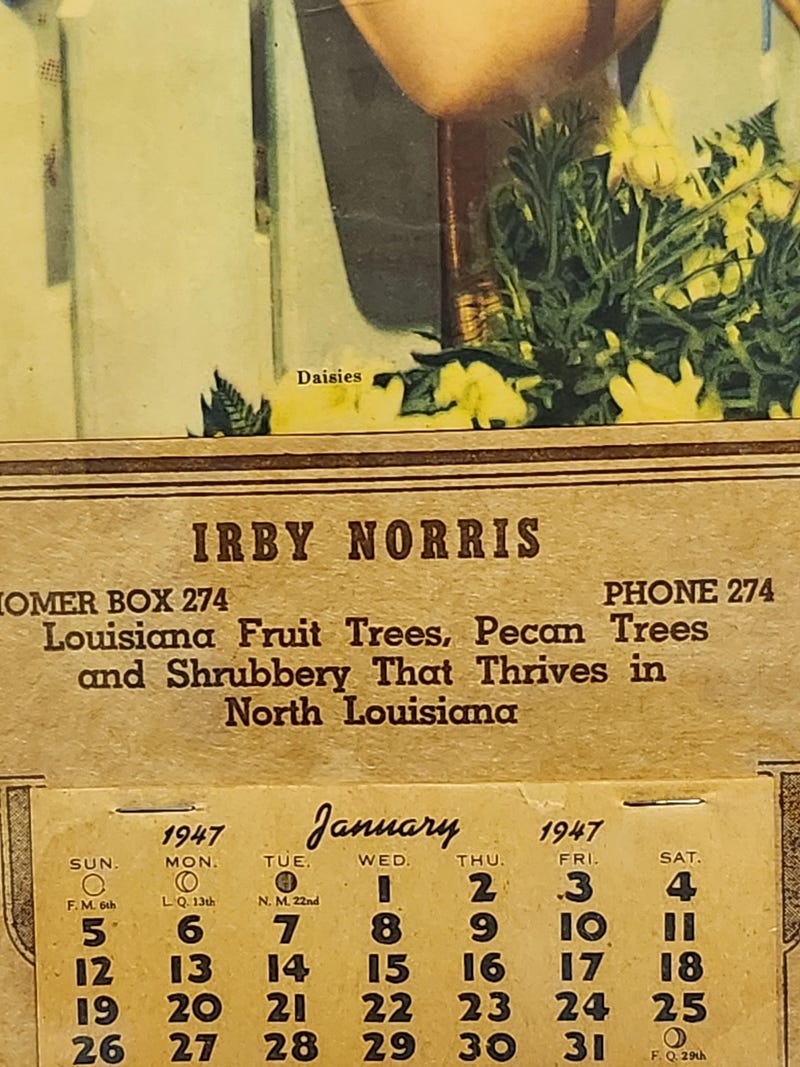 Daisies
IRBY NORRIS
HOMER BOX 274 PHONE 274
Louisiana Fruit Trees, Pecan Trees
and Shrubbery That Thrives in
North Louisiana
1947 January 1947
SUN. MON. TUE. WED. THU. FRI. SAT.
1 2 3 4
F. M. 6th L. Q. 13th N. M. 22nd
5 6 7 8 9 10 11
12 13 14 15 16 17 18
19 20 21 22 23 24 25
26 27 28 29 30 31
F. Q. 29th